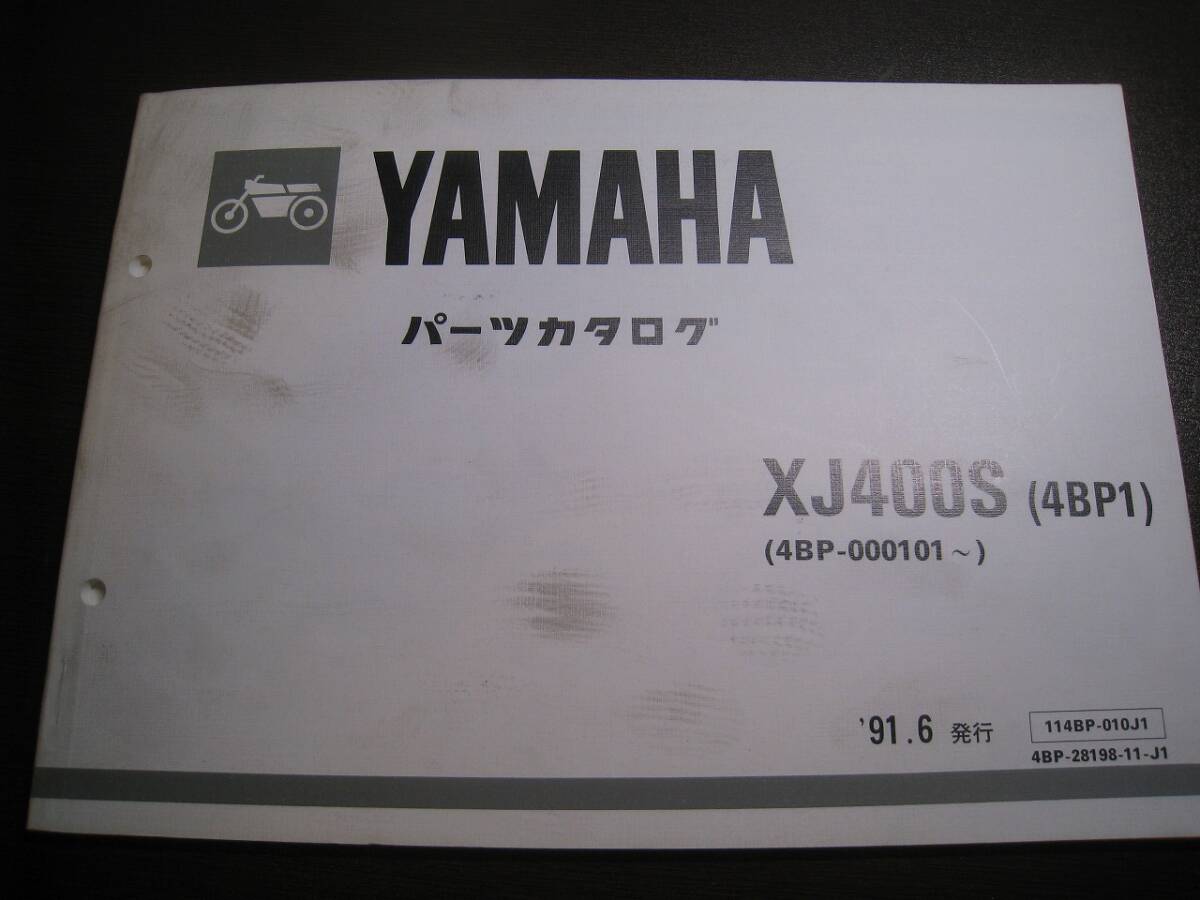 YAMAHA
パーツカタログ
XJ400S (4BP1)
(4BP-000101~)
'91.6 発行
114BP-010J1
4BP-28198-11-J1